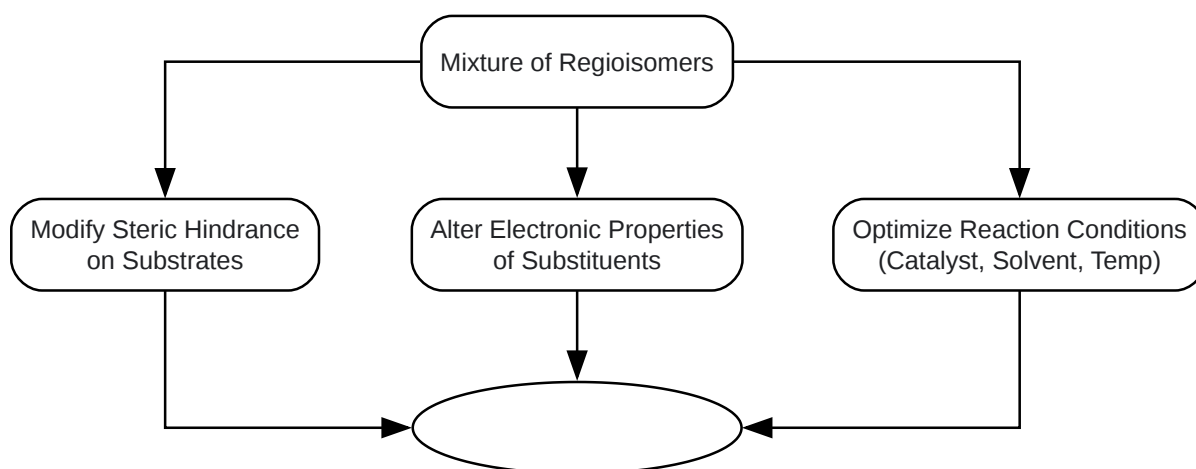 Mixture of Regioisomers
Modify Steric Hindrance
on Substrates
Alter Electronic Properties
of Substituents
Optimize Reaction Conditions
(Catalyst, Solvent, Temp)